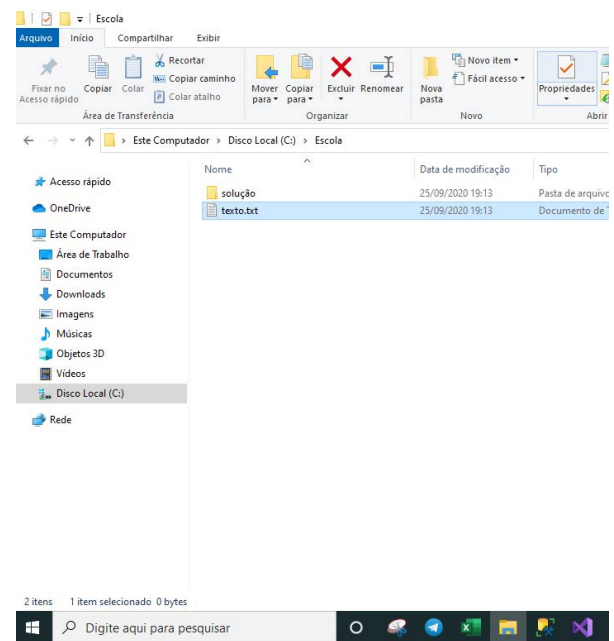 Escola
Arquivo Início Compartilhar Exibir
Fixar no Acesso rápido
Copiar
Colar
Recortar
Copiar caminho
Colar atalho
Mover para
Copiar para
Excluir
Renomear
Nova pasta
Novo item
Fácil acesso
Propriedades
Área de Transferência Organizar Novo Abrir
Este Computador > Disco Local (C:) > Escola
Nome Data de modificação Tipo
solução 25/09/2020 19:13 Pasta de arquivo
texto.txt 25/09/2020 19:13 Documento de
Acesso rápido
OneDrive
Este Computador
Área de Trabalho
Documentos
Downloads
Imagens
Músicas
Objetos 3D
Vídeos
Disco Local (C:)
Rede
2 itens 1 item selecionado 0 bytes
Digite aqui para pesquisar